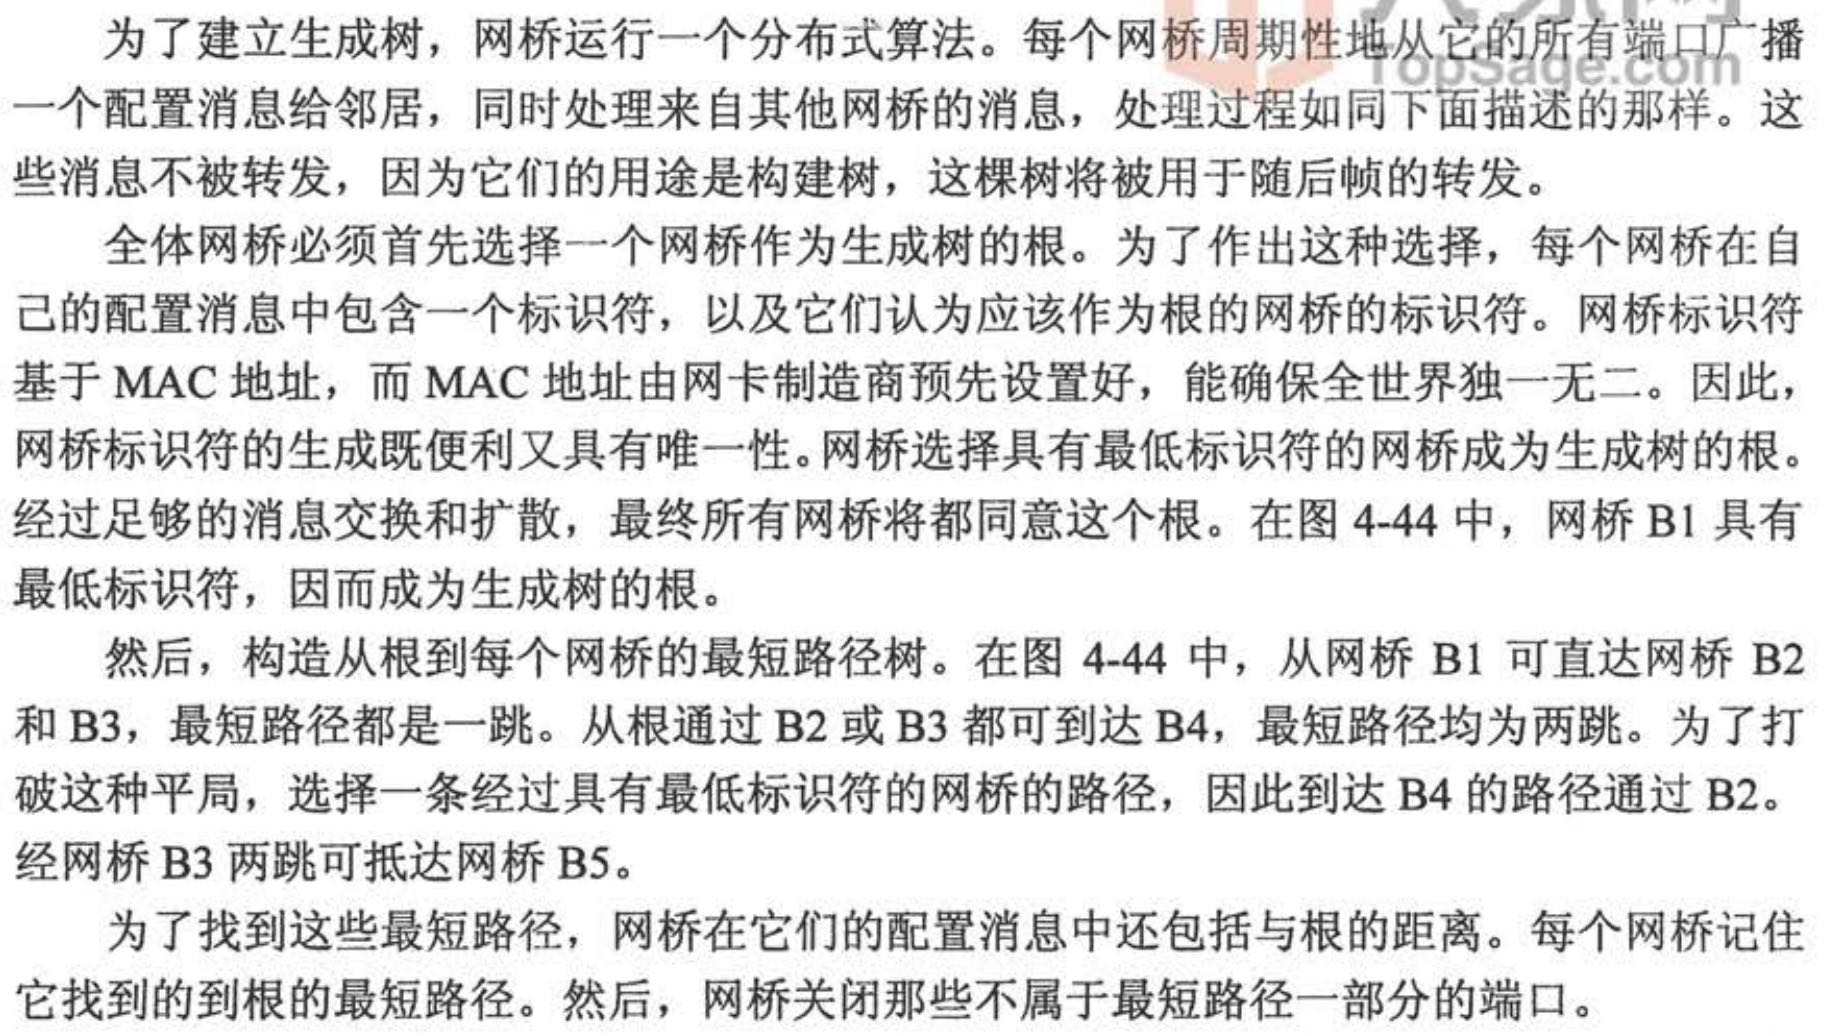 为了建立生成树，网桥运行一个分布式算法。每个网桥周期性地从它的所有端口广播
一个配置消息给邻居，同时处理来自其他网桥的消息，处理过程如同下面描述的那样。这
些消息不被转发，因为它们的用途是构建树，这棵树将被用于随后帧的转发。
全体网桥必须首先选择一个网桥作为生成树的根。为了作出这种选择，每个网桥在自
己的配置消息中包含一个标识符，以及它们认为应该作为根的网桥的标识符。网桥标识符
基于 MAC 地址，而 MAC 地址由网卡制造商预先设置好，能确保全世界独一无二。因此，
网桥标识符的生成既便利又具有唯一性。网桥选择具有最低标识符的网桥成为生成树的根。
经过足够的消息交换和扩散，最终所有网桥将都同意这个根。在图 4-44 中，网桥 B1 具有
最低标识符，因而成为生成树的根。
然后，构造从根到每个网桥的最短路径树。在图 4-44 中，从网桥 B1 可直达网桥 B2
和 B3，最短路径都是一跳。从根通过 B2 或 B3 都可到达 B4，最短路径均为两跳。为了打
破这种平局，选择一条经过具有最低标识符的网桥的路径，因此到达 B4 的路径通过 B2。
经网桥 B3 两跳可抵达网桥 B5。
为了找到这些最短路径，网桥在它们的配置消息中还包括与根的距离。每个网桥记住
它找到的到根的最短路径。然后，网桥关闭那些不属于最短路径一部分的端口。
TopSage.com